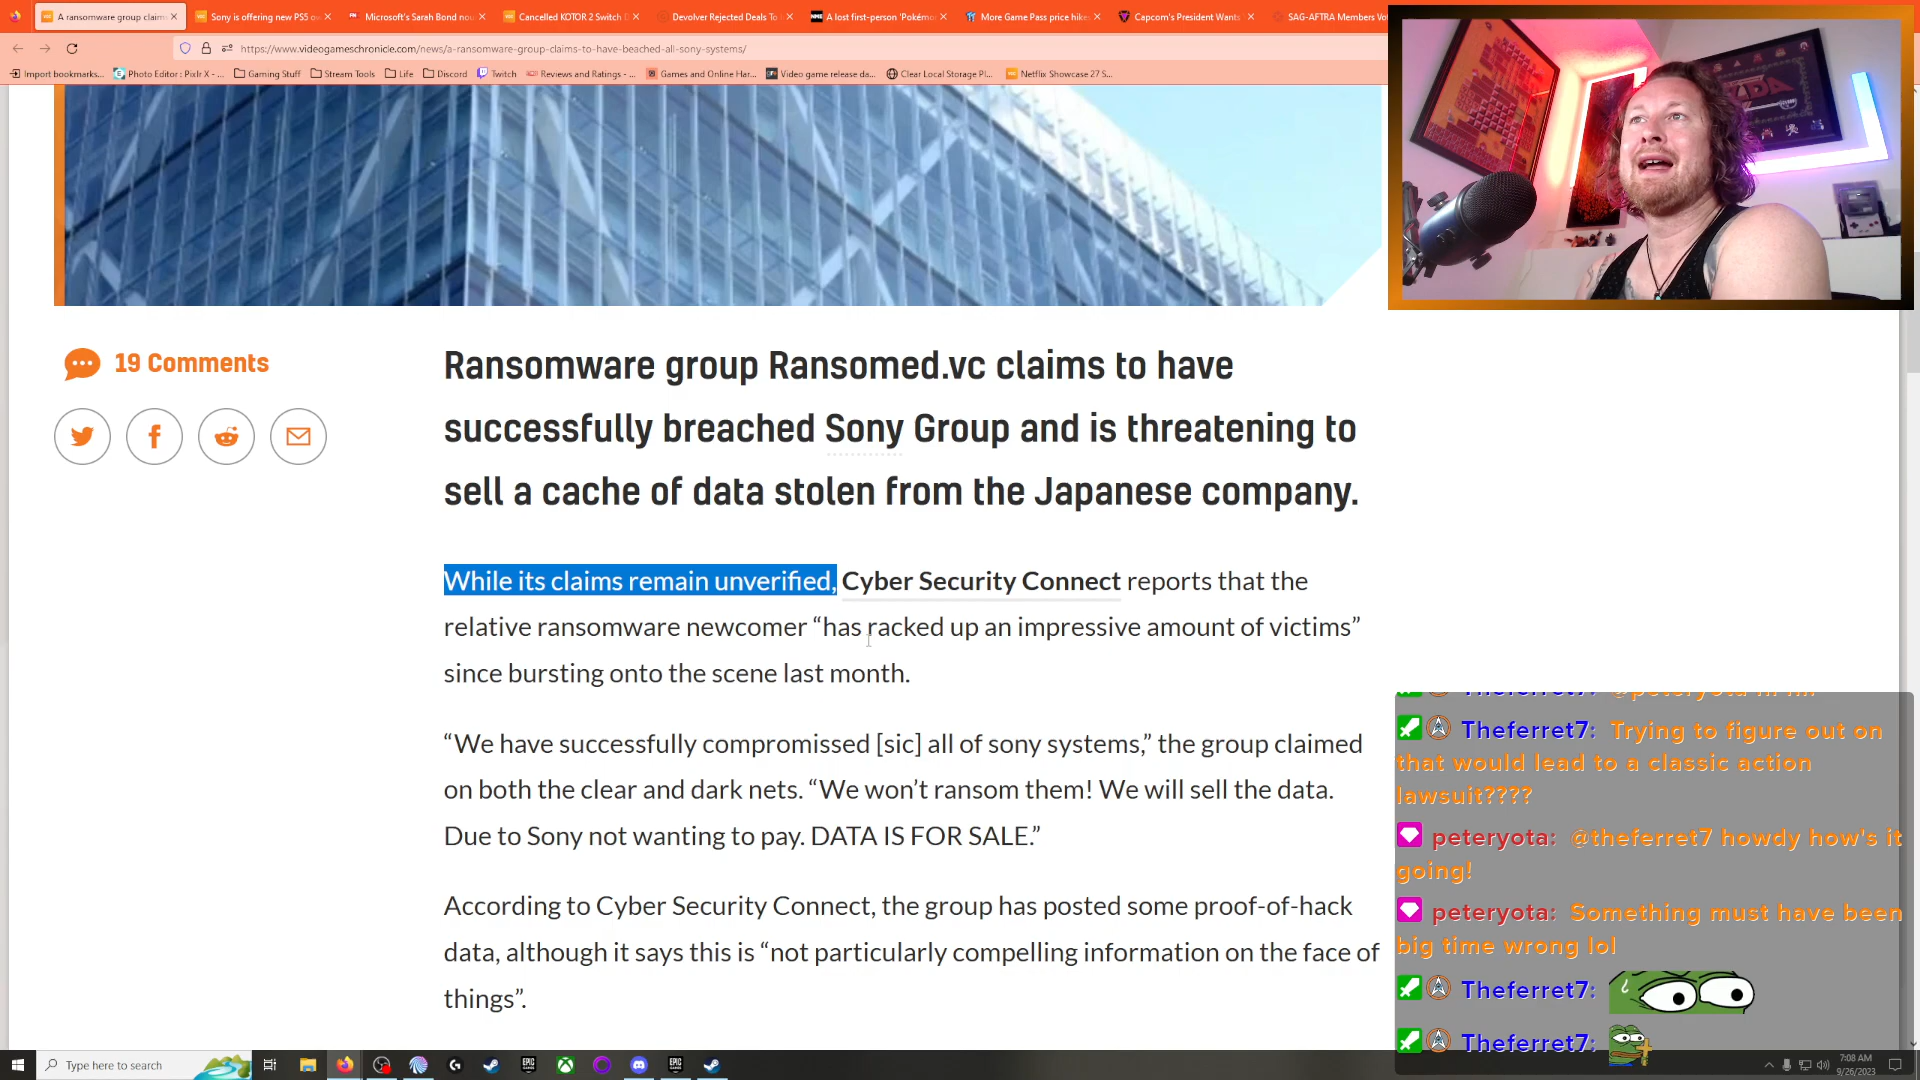 A ransomware group claim
Sony is offering new PS5 ow
Microsoft's Sarah Bond nou
Cancelled KOTOR 2 Switch D
Devolver Rejected Deals To
A lost first-person 'Pokémo
More Game Pass price hike
Capcom's President Wants
SAG-AFTRA Members Vo
https://www.videogameschronicle.com/news/a-ransomware-group-claims-to-have-beached-all-sony-systems/
Import bookmarks...
Photo Editor : Pixlr X - ...
Gaming Stuff
Stream Tools
Life
Discord
Twitch
Reviews and Ratings - ...
Games and Online Har...
Video game release da...
Clear Local Storage Pl...
Netflix Showcase 27 S...
19 Comments
Ransomware group Ransomed.vc claims to have
successfully breached Sony Group and is threatening to
sell a cache of data stolen from the Japanese company.
While its claims remain unverified, Cyber Security Connect reports that the
relative ransomware newcomer “has racked up an impressive amount of victims”
since bursting onto the scene last month.
“We have successfully compromissed [sic] all of sony systems,” the group claimed
on both the clear and dark nets. “We won’t ransom them! We will sell the data.
Due to Sony not wanting to pay. DATA IS FOR SALE.”
According to Cyber Security Connect, the group has posted some proof-of-hack
data, although it says this is “not particularly compelling information on the face of
things”.
Theferret7: Trying to figure out on
that would lead to a classic action
lawsuit????
peteryota: @theferret7 howdy how's it
going!
peteryota: Something must have been
big time wrong lol
Theferret7:
Theferret7:
Type here to search
7:08 AM
9/26/2023